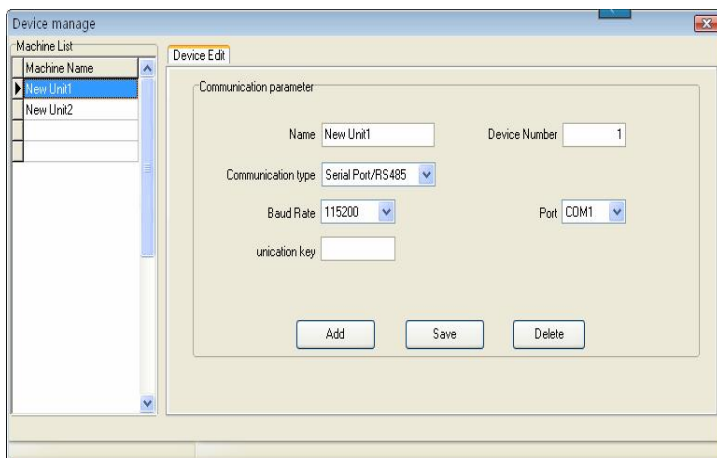 Device manage
Machine List
Machine Name
New Unit1
New Unit2
Device Edit
Communication parameter
Name New Unit1 Device Number 1
Communication type Serial Port/RS485
Baud Rate 115200 Port COM1
unication key
Add Save Delete